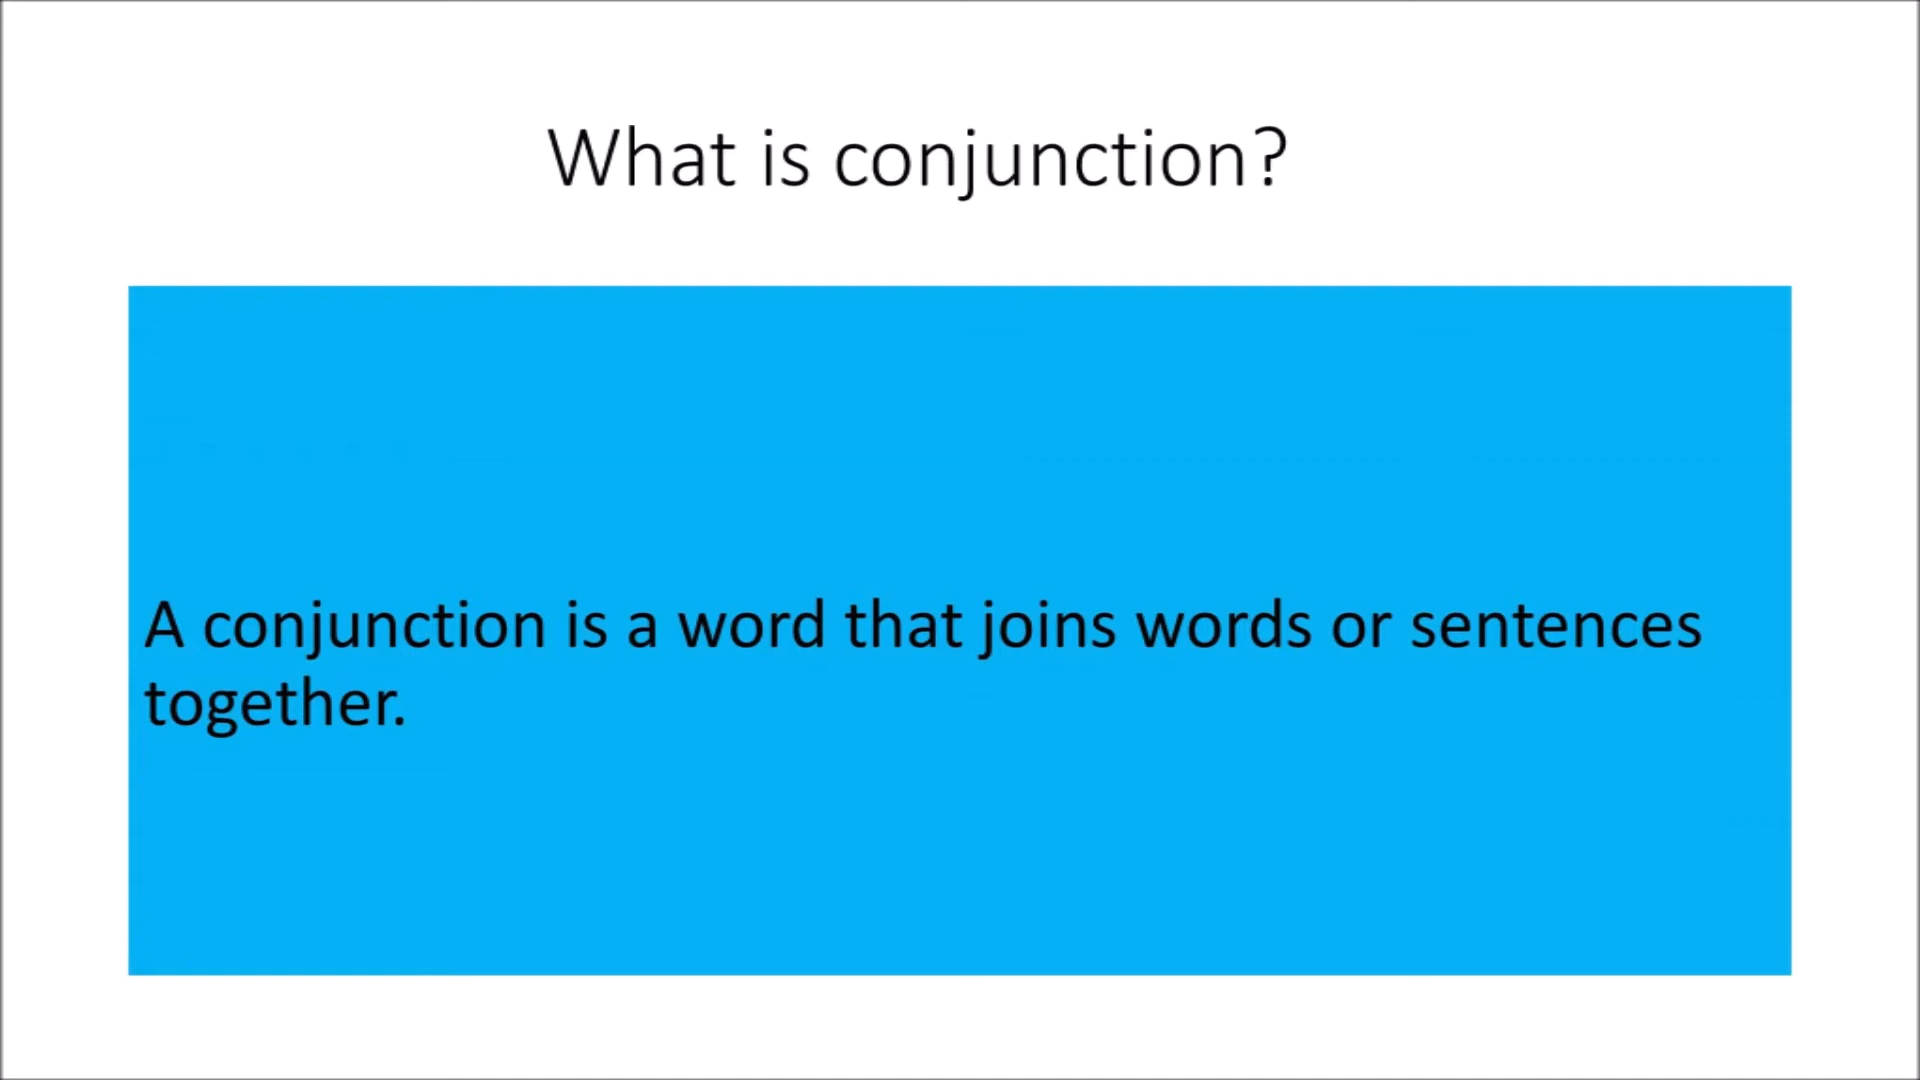 What is conjunction?
A conjunction is a word that joins words or sentences
together.